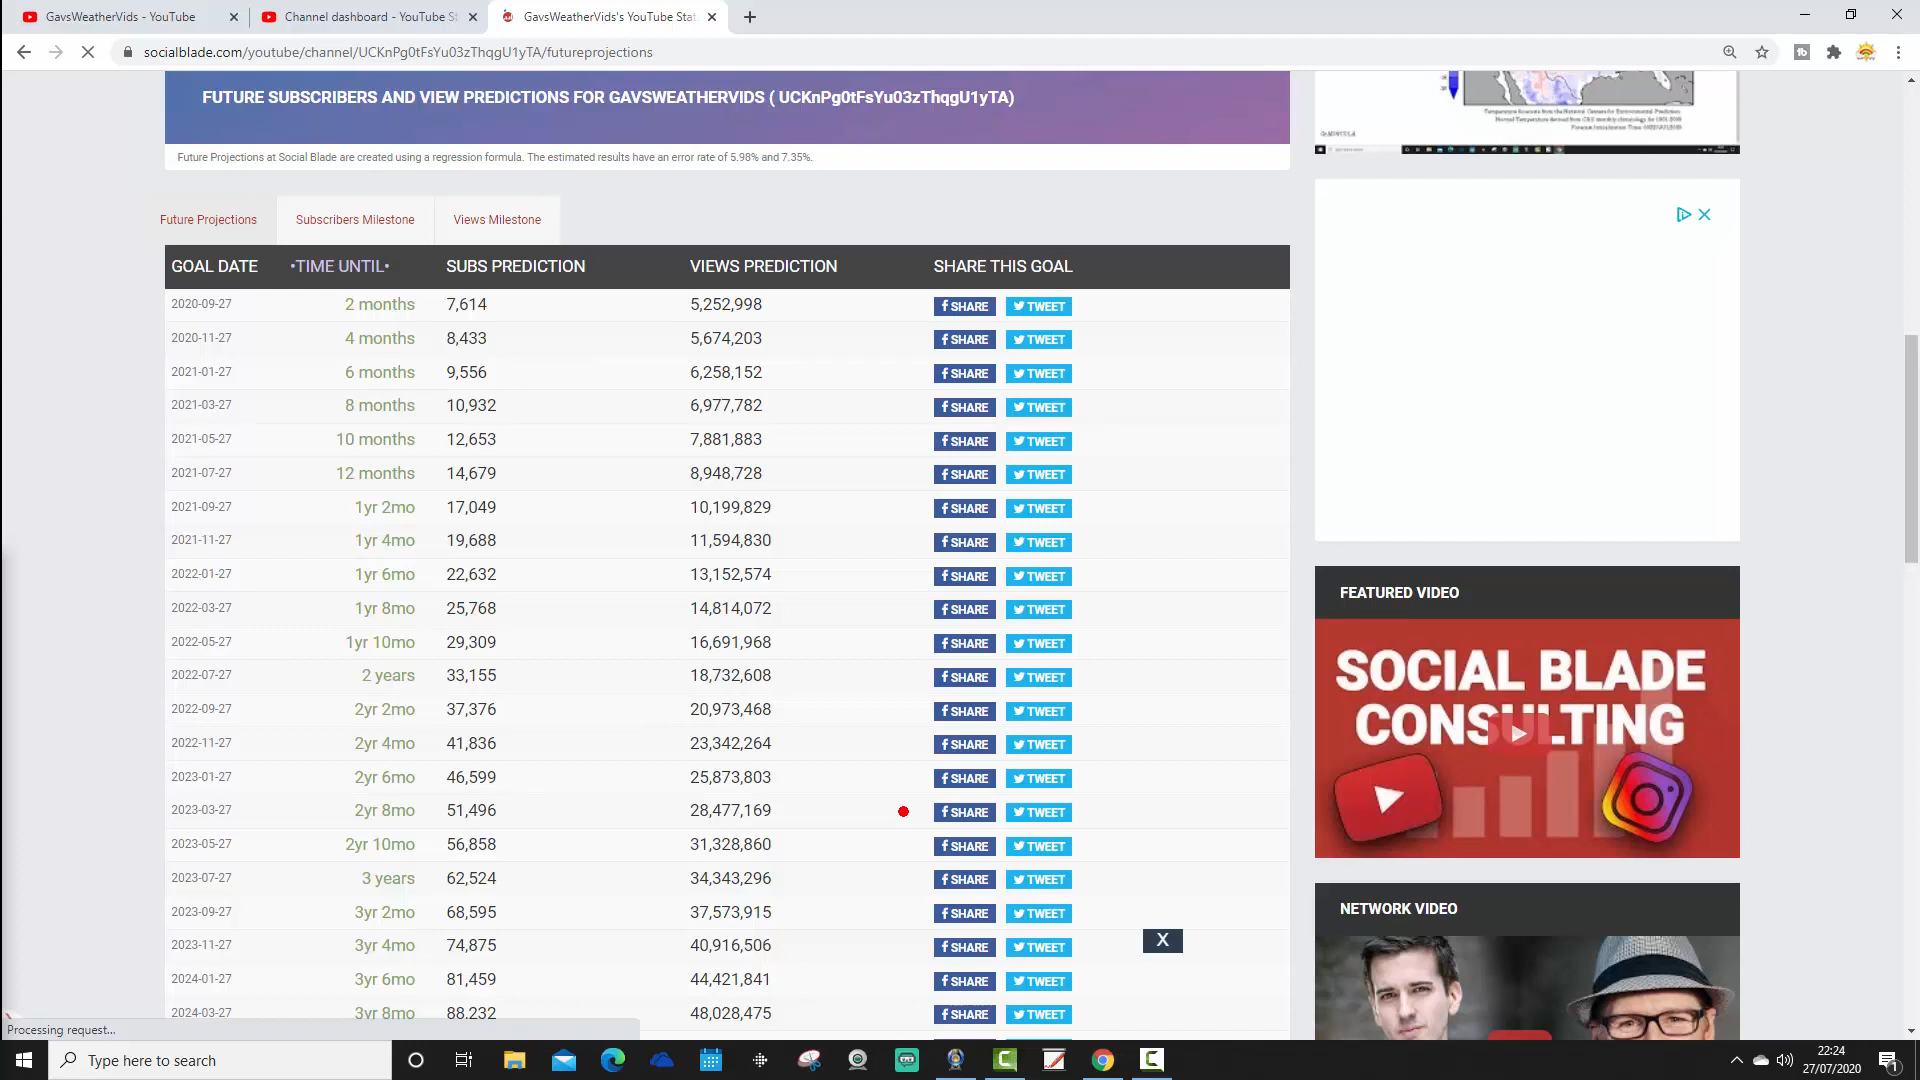 GavsWeatherVids - YouTube
Channel dashboard - YouTube St
GavsWeatherVids's YouTube Stat
socialblade.com/youtube/channel/UCKnPg0tFsYu03zThqgU1yTA/futureprojections
FUTURE SUBSCRIBERS AND VIEW PREDICTIONS FOR GAVSWEATHERVIDS ( UCKnPg0tFsYu03zThqgU1yTA)
Future Projections at Social Blade are created using a regression formula. The estimated results have an error rate of 5.98% and 7.35%.
Future Projections Subscribers Milestone Views Milestone
GOAL DATE •TIME UNTIL• SUBS PREDICTION VIEWS PREDICTION SHARE THIS GOAL
2020-09-27 2 months 7,614 5,252,998 SHARE TWEET
2020-11-27 4 months 8,433 5,674,203 SHARE TWEET
2021-01-27 6 months 9,556 6,258,152 SHARE TWEET
2021-03-27 8 months 10,932 6,977,782 SHARE TWEET
2021-05-27 10 months 12,653 7,881,883 SHARE TWEET
2021-07-27 12 months 14,679 8,948,728 SHARE TWEET
2021-09-27 1yr 2mo 17,049 10,199,829 SHARE TWEET
2021-11-27 1yr 4mo 19,688 11,594,830 SHARE TWEET
2022-01-27 1yr 6mo 22,632 13,152,574 SHARE TWEET
2022-03-27 1yr 8mo 25,768 14,814,072 SHARE TWEET
2022-05-27 1yr 10mo 29,309 16,691,968 SHARE TWEET
2022-07-27 2 years 33,155 18,732,608 SHARE TWEET
2022-09-27 2yr 2mo 37,376 20,973,468 SHARE TWEET
2022-11-27 2yr 4mo 41,836 23,342,264 SHARE TWEET
2023-01-27 2yr 6mo 46,599 25,873,803 SHARE TWEET
2023-03-27 2yr 8mo 51,496 28,477,169 SHARE TWEET
2023-05-27 2yr 10mo 56,858 31,328,860 SHARE TWEET
2023-07-27 3 years 62,524 34,343,296 SHARE TWEET
2023-09-27 3yr 2mo 68,595 37,573,915 SHARE TWEET
2023-11-27 3yr 4mo 74,875 40,916,506 SHARE TWEET
2024-01-27 3yr 6mo 81,459 44,421,841 SHARE TWEET
2024-03-27 3yr 8mo 88,232 48,028,475 SHARE TWEET
X
FEATURED VIDEO
SOCIAL BLADE
CONSULTING
NETWORK VIDEO
Processing request...
Type here to search
22:24
27/07/2020
1